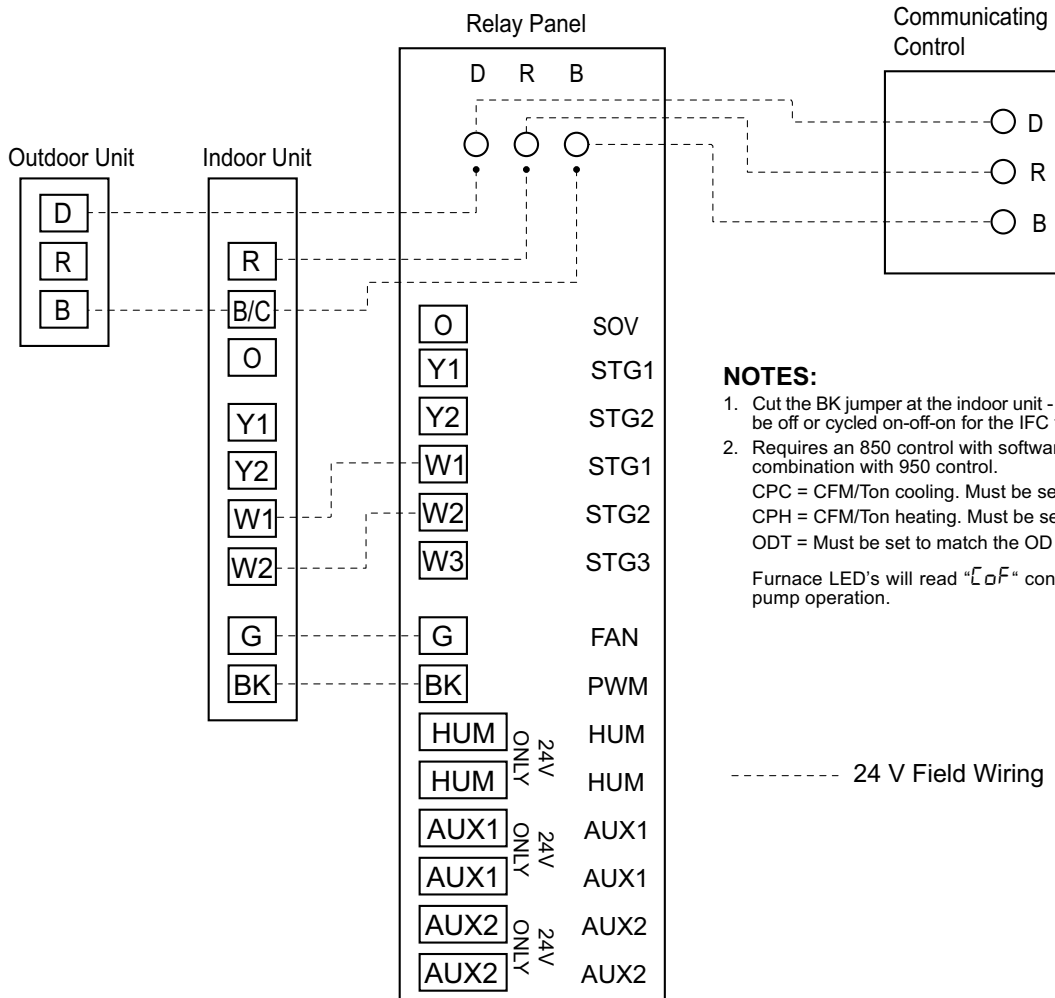 Relay Panel
Communicating
Control
D R B
D
R
B
Outdoor Unit
D
R
B
Indoor Unit
R
B/C
O
Y1
Y2
W1
W2
G
BK
O SOV
Y1 STG1
Y2 STG2
W1 STG1
W2 STG2
W3 STG3
G FAN
BK PWM
HUM HUM
HUM HUM
24V
ONLY
AUX1 AUX1
AUX1 AUX1
24V
ONLY
AUX2 AUX2
AUX2 AUX2
24V
ONLY
NOTES:
1. Cut the BK jumper at the indoor unit -
be off or cycled on-off-on for the IFC
2. Requires an 850 control with softwar
combination with 950 control.
CPC = CFM/Ton cooling. Must be se
CPH = CFM/Ton heating. Must be se
ODT = Must be set to match the OD
Furnace LED's will read “CoF“ con
pump operation.
-------- 24 V Field Wiring